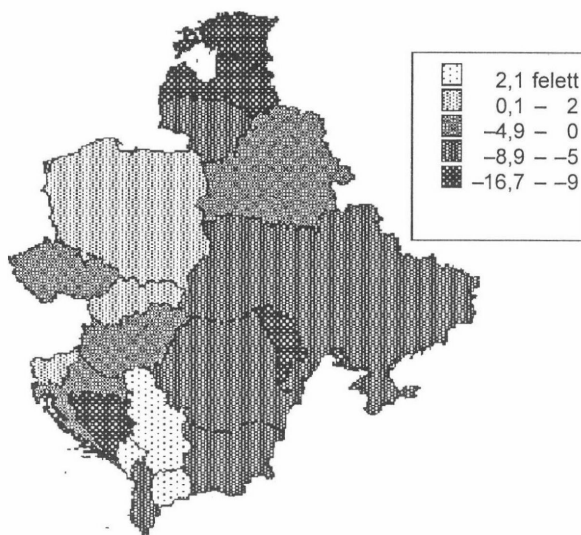 2,1 felett
0,1 – 2
–4,9 – 0
–8,9 – –5
–16,7 – –9